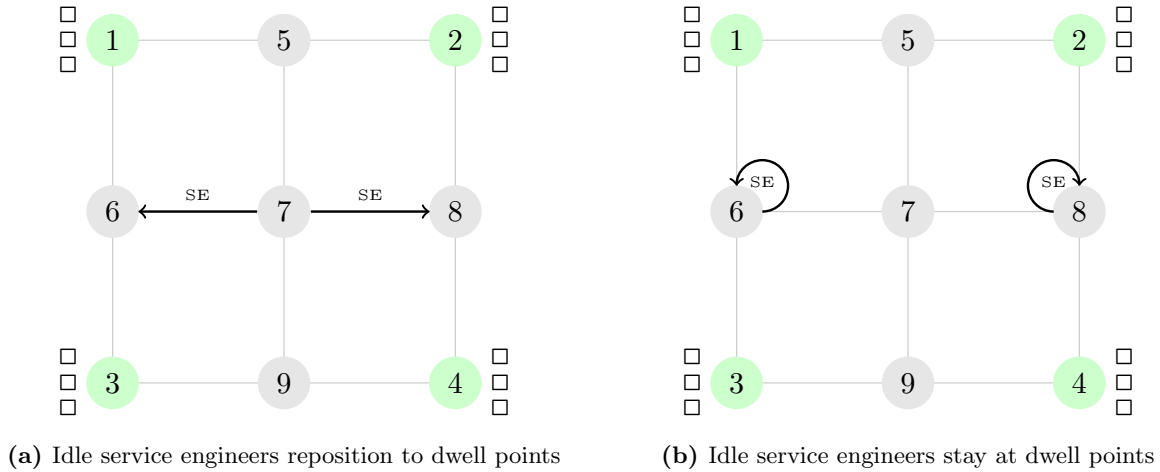 1 5 2
SE SE
6 7 8
3 9 4
(a) Idle service engineers reposition to dwell points
1 5 2
SE SE
6 7 8
3 9 4
(b) Idle service engineers stay at dwell points